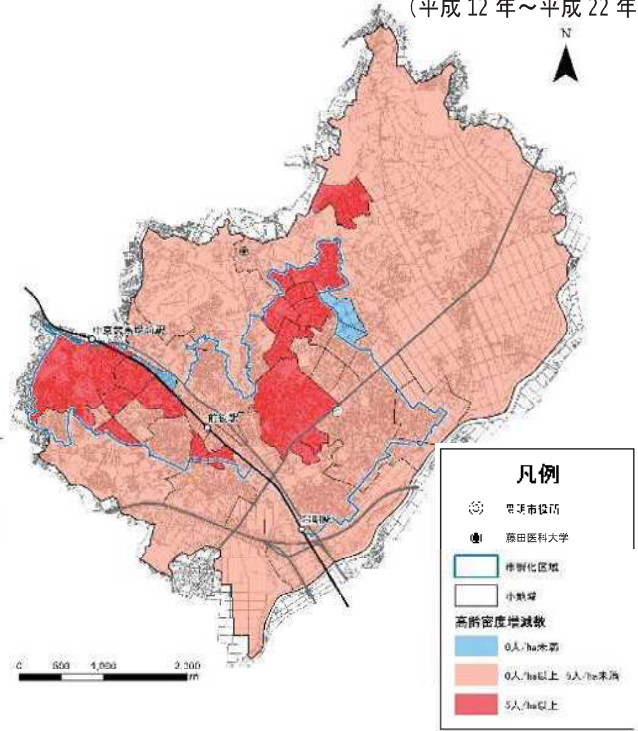 (平成12年～平成22年
N
中京競馬場前駅
前後駅
豊明駅
凡例
豊明市役所
藤田医科大学
市街化区域
小地域
高齢密度増減数
0人/ha未満
0人/ha以上 5人/ha未満
5人/ha以上
0 500 1,000 2,000
m